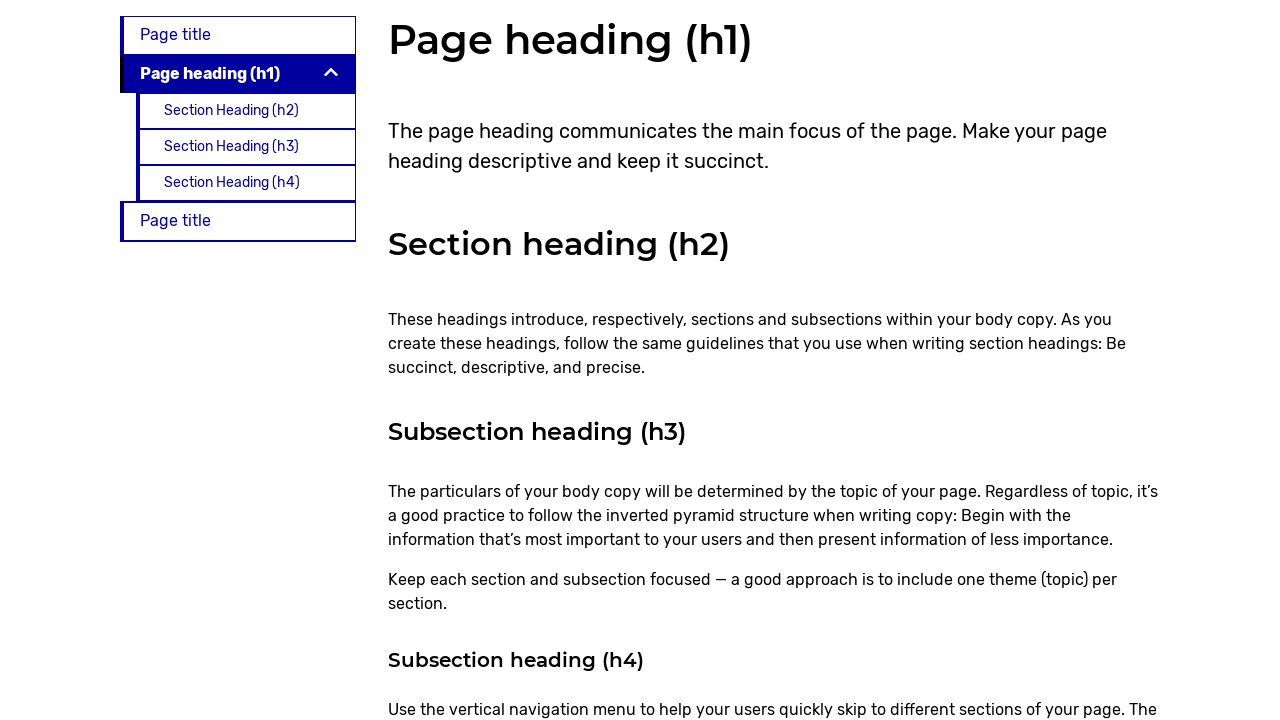 Page title
Page heading (h1)
Section Heading (h2)
Section Heading (h3)
Section Heading (h4)
Page title
Page heading (h1)
The page heading communicates the main focus of the page. Make your page
heading descriptive and keep it succinct.
Section heading (h2)
These headings introduce, respectively, sections and subsections within your body copy. As you
create these headings, follow the same guidelines that you use when writing section headings: Be
succinct, descriptive, and precise.
Subsection heading (h3)
The particulars of your body copy will be determined by the topic of your page. Regardless of topic, it’s
a good practice to follow the inverted pyramid structure when writing copy: Begin with the
information that’s most important to your users and then present information of less importance.
Keep each section and subsection focused — a good approach is to include one theme (topic) per
section.
Subsection heading (h4)
Use the vertical navigation menu to help your users quickly skip to different sections of your page. The